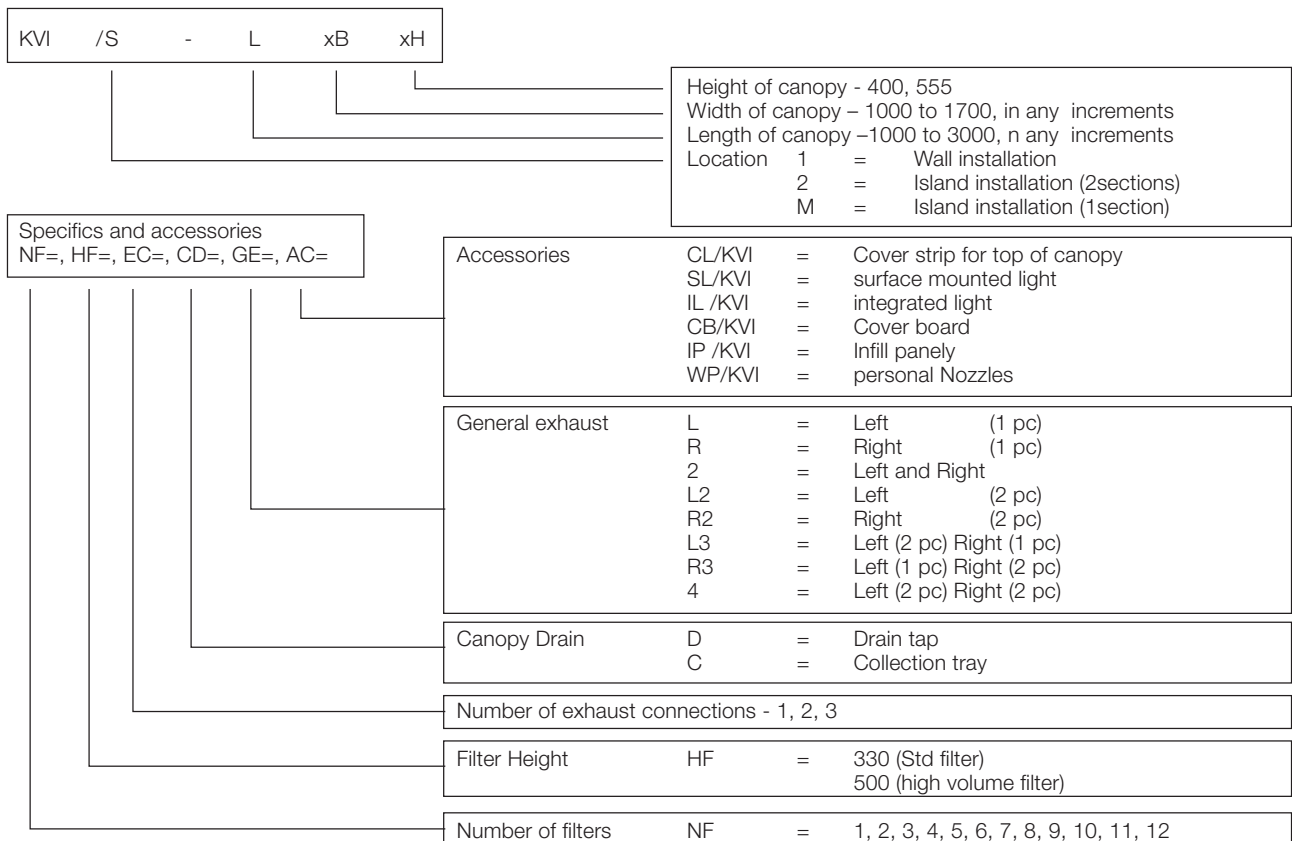 KVI /S - L xB xH
Height of canopy - 400, 555
Width of canopy – 1000 to 1700, in any increments
Length of canopy –1000 to 3000, n any increments
Location 1 = Wall installation
2 = Island installation (2sections)
M = Island installation (1section)
Specifics and accessories
NF=, HF=, EC=, CD=, GE=, AC=
Accessories CL/KVI = Cover strip for top of canopy
SL/KVI = surface mounted light
IL /KVI = integrated light
CB/KVI = Cover board
IP /KVI = Infill panely
WP/KVI = personal Nozzles
General exhaust L = Left (1 pc)
R = Right (1 pc)
2 = Left and Right
L2 = Left (2 pc)
R2 = Right (2 pc)
L3 = Left (2 pc) Right (1 pc)
R3 = Left (1 pc) Right (2 pc)
4 = Left (2 pc) Right (2 pc)
Canopy Drain D = Drain tap
C = Collection tray
Number of exhaust connections - 1, 2, 3
Filter Height HF = 330 (Std filter)
500 (high volume filter)
Number of filters NF = 1, 2, 3, 4, 5, 6, 7, 8, 9, 10, 11, 12